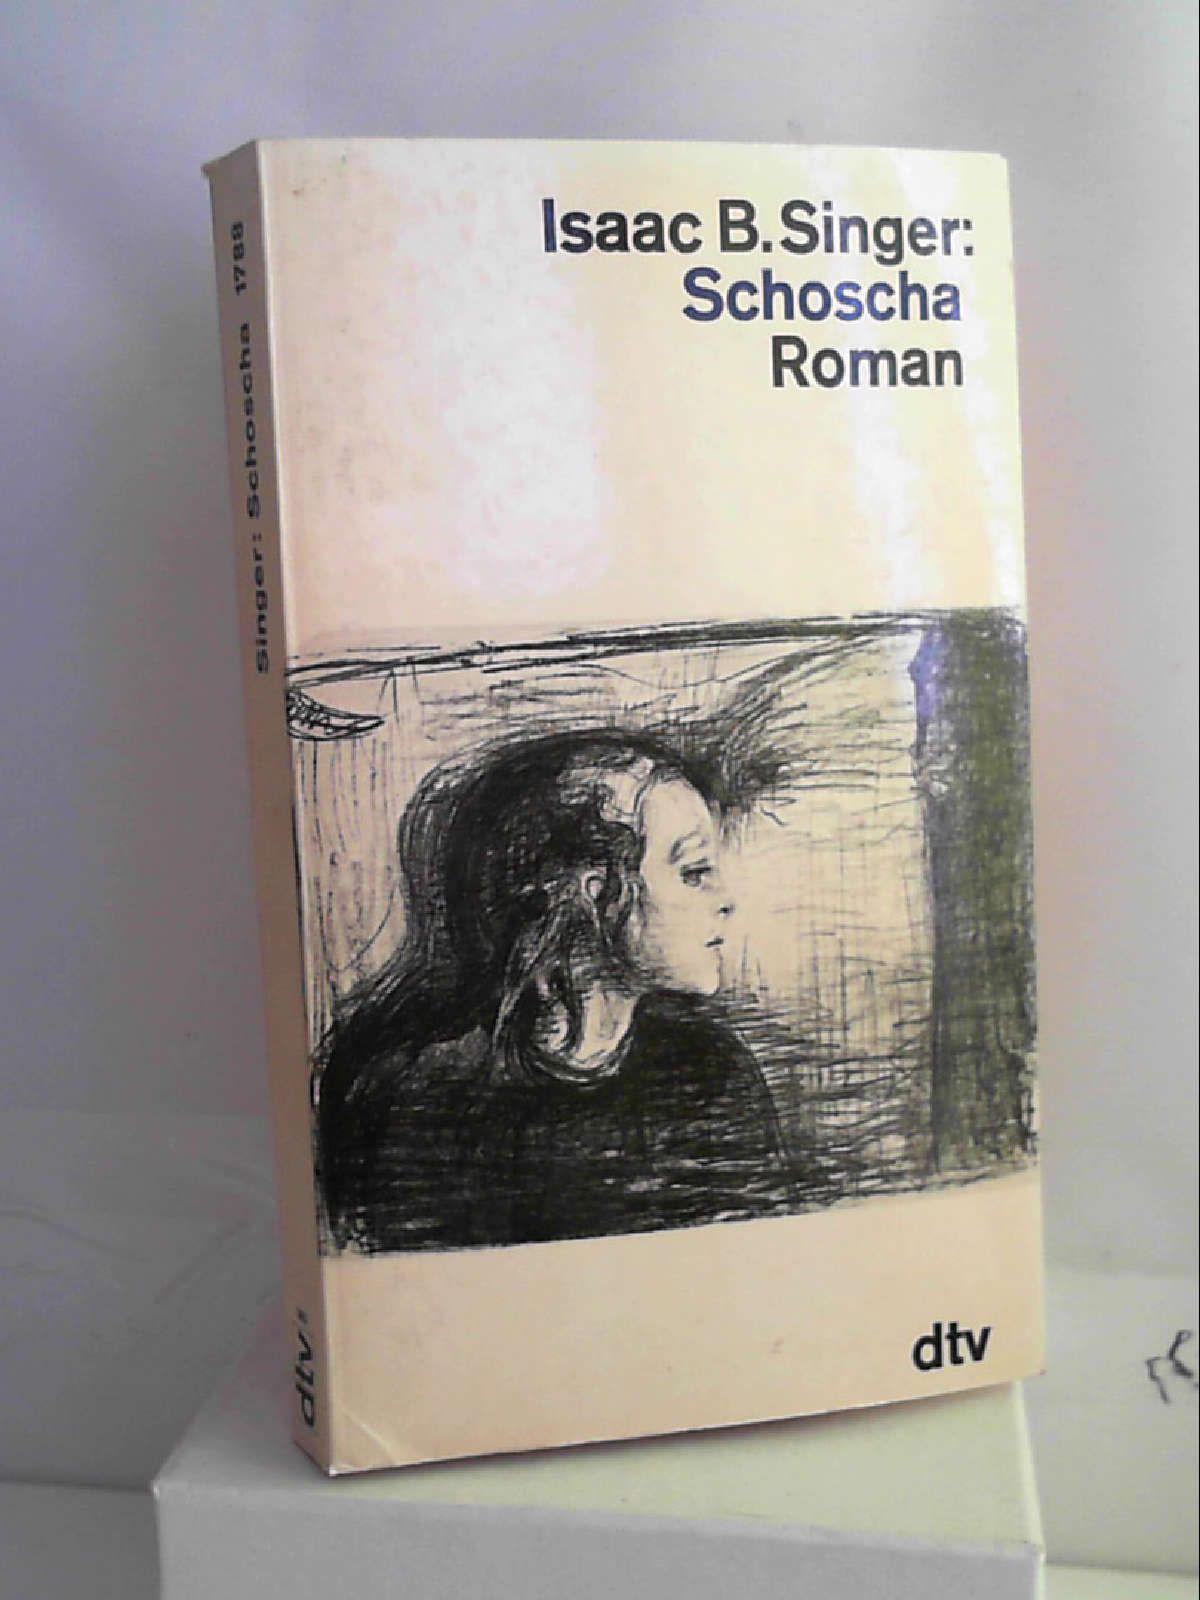 Isaac B. Singer:
Schoscha
Roman
dtv
Singer: Schoscha 1788
dtv